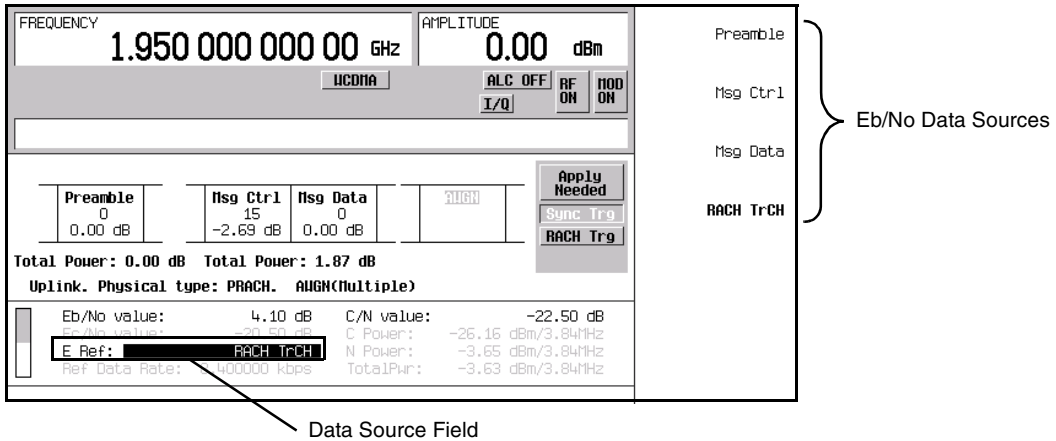 FREQUENCY
1.950 000 000 00 GHz
AMPLITUDE
0.00 dBm
WCDMA
ALC OFF
I/Q
RF ON
MOD ON
Preamble
Msg Ctrl
Msg Data
RACH TrCH
Eb/No Data Sources
Preamble
0
0.00 dB
Msg Ctrl
15
-2.69 dB
Msg Data
0
0.00 dB
AWGN
Apply Needed
Sync Trg
RACH Trg
Total Power: 0.00 dB Total Power: 1.87 dB
Uplink. Physical type: PRACH. AWGN(Multiple)
Eb/No value: 4.10 dB C/N value: -22.50 dB
Ec/No value: -20.50 dB C Power: -26.16 dBm/3.84MHz
E Ref: RACH TrCH N Power: -3.65 dBm/3.84MHz
Ref Data Rate: .400000 kbps TotalPwr: -3.63 dBm/3.84MHz
Data Source Field